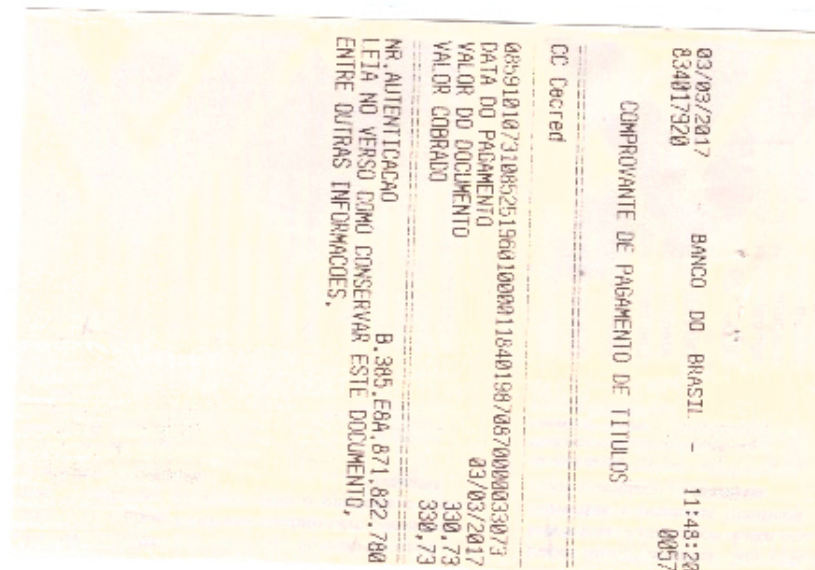 03/03/2017 - BANCO DO BRASIL - 11:48:20
834017920 0057
COMPROVANTE DE PAGAMENTO DE TITULOS
CC Cecred
08591010731085251960100001184019870870000033073
DATA DO PAGAMENTO 03/03/2017
VALOR DO DOCUMENTO 330,73
VALOR COBRADO 330,73
NR.AUTENTICACAO B.385.E8A.871.822.780
LEIA NO VERSO COMO CONSERVAR ESTE DOCUMENTO,
ENTRE OUTRAS INFORMACOES.